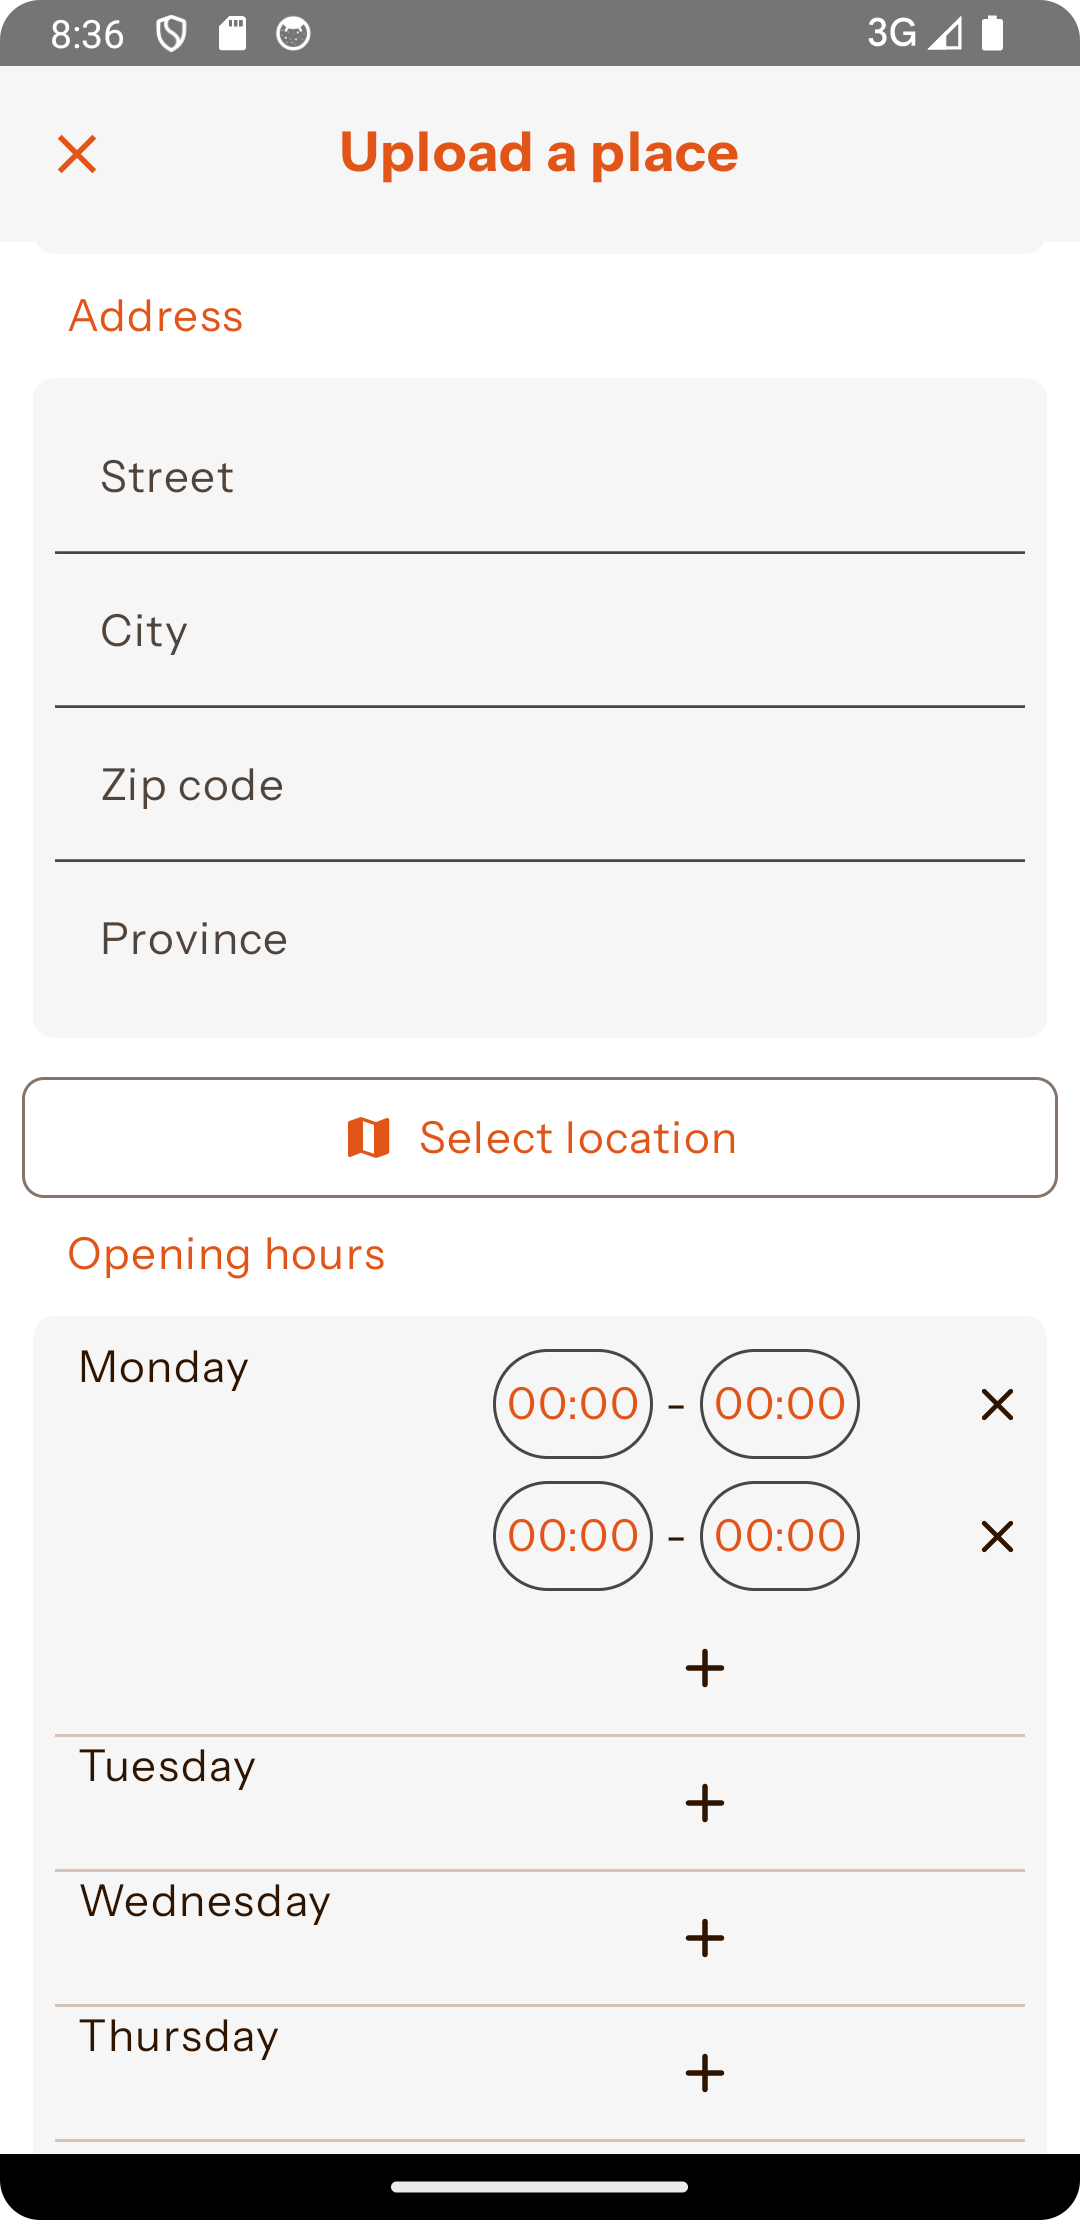 8:36 3G
Upload a place
Address
Street
City
Zip code
Province
Select location
Opening hours
Monday 00:00 - 00:00
00:00 - 00:00
Tuesday
Wednesday
Thursday